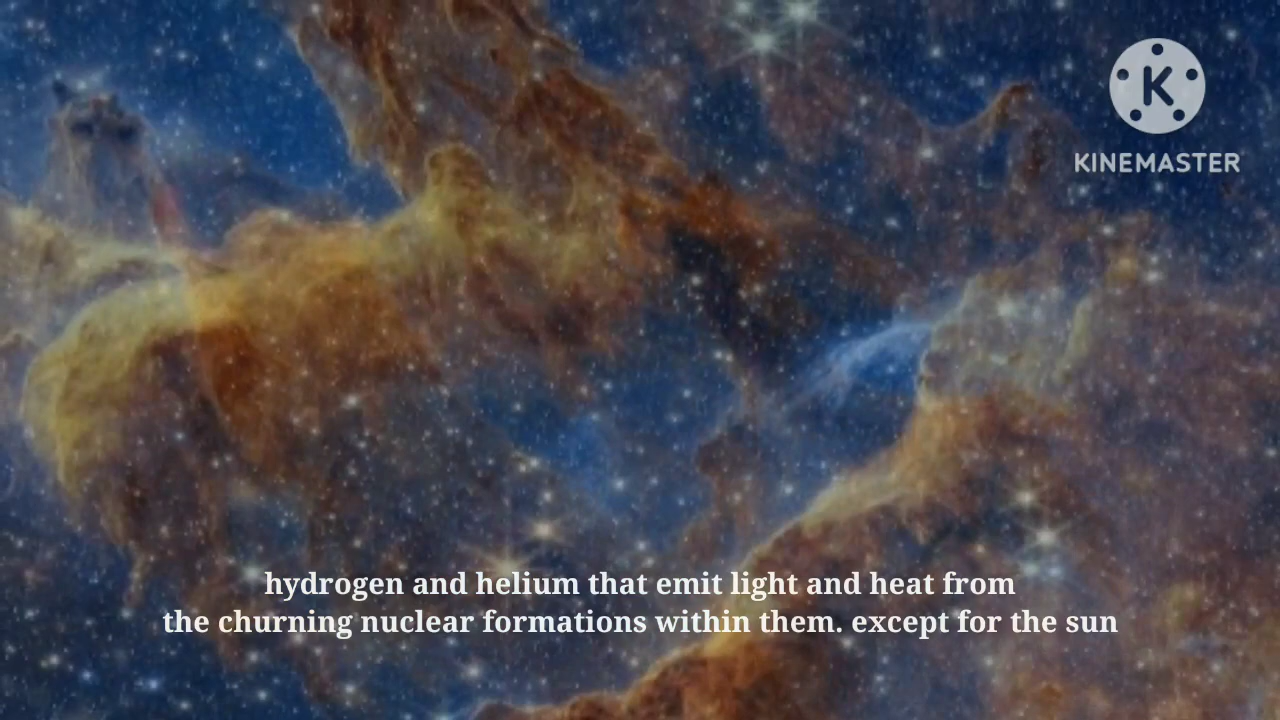 K
KINEMASTER
hydrogen and helium that emit light and heat from
the churning nuclear formations within them. except for the sun